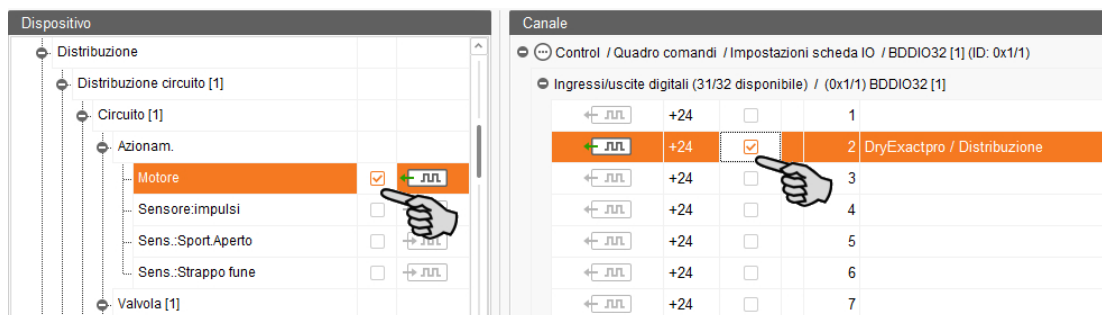 Dispositivo
Distribuzione
Distribuzione circuito [1]
Circuito [1]
Azionam.
Motore
Sensore:impulsi
Sens.:Sport.Aperto
Sens.:Strappo fune
Valvola [1]
Canale
Control / Quadro comandi / Impostazioni scheda IO / BDDIO32 [1] (ID: 0x1/1)
Ingressi/uscite digitali (31/32 disponibile) / (0x1/1) BDDIO32 [1]
+24 1
+24 2 DryExactpro / Distribuzione
+24 3
+24 4
+24 5
+24 6
+24 7